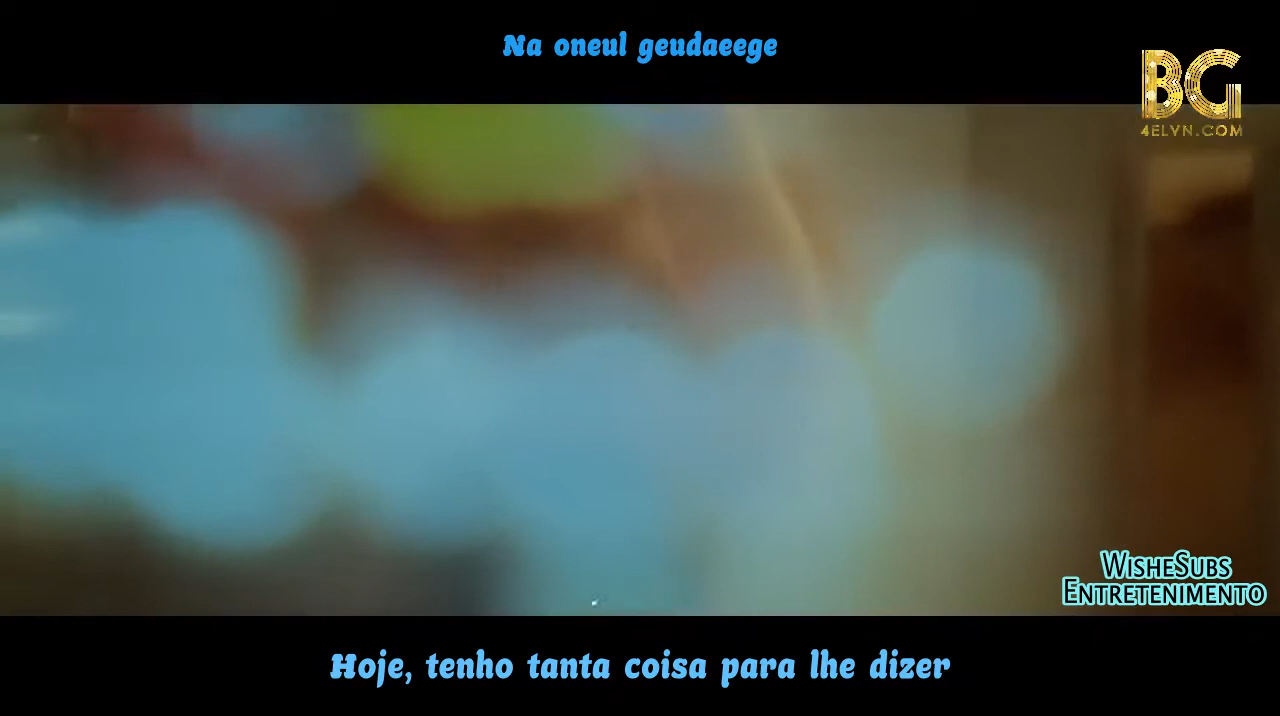 Na oneul geudaeege
BG
4ELVN.COM
WISHESUBS
ENTRETENIMENTO
Hoje, tenho tanta coisa para lhe dizer